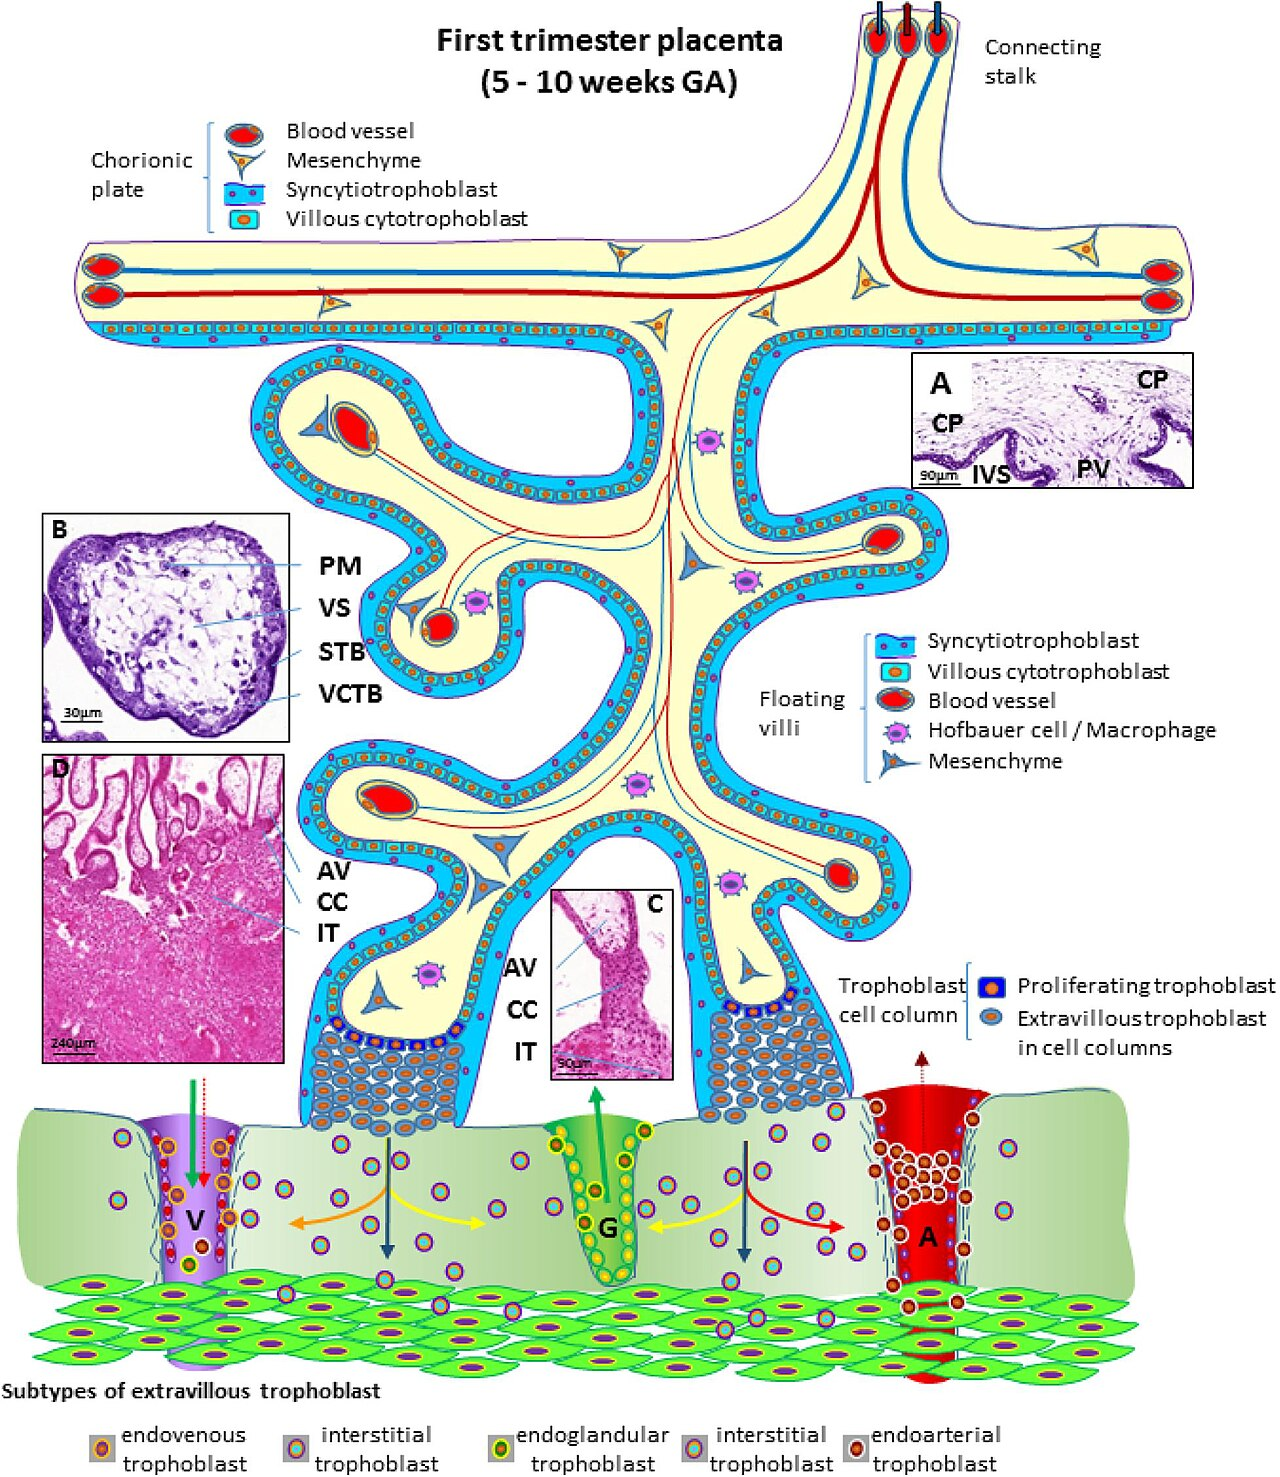 First trimester placenta
(5 - 10 weeks GA)
Connecting
stalk
Chorionic
plate
Blood vessel
Mesenchyme
Syncytiotrophoblast
Villous cytotrophoblast
A
CP
CP
IVS
PV
90µm
B
PM
VS
STB
VCTB
30µm
Floating
villi
Syncytiotrophoblast
Villous cytotrophoblast
Blood vessel
Hofbauer cell / Macrophage
Mesenchyme
D
AV
CC
IT
240µm
C
AV
CC
IT
90µm
Trophoblast
cell column
Proliferating trophoblast
Extravillous trophoblast
in cell columns
V
G
A
Subtypes of extravillous trophoblast
endovenous
trophoblast
interstitial
trophoblast
endoglandular
trophoblast
interstitial
trophoblast
endoarterial
trophoblast